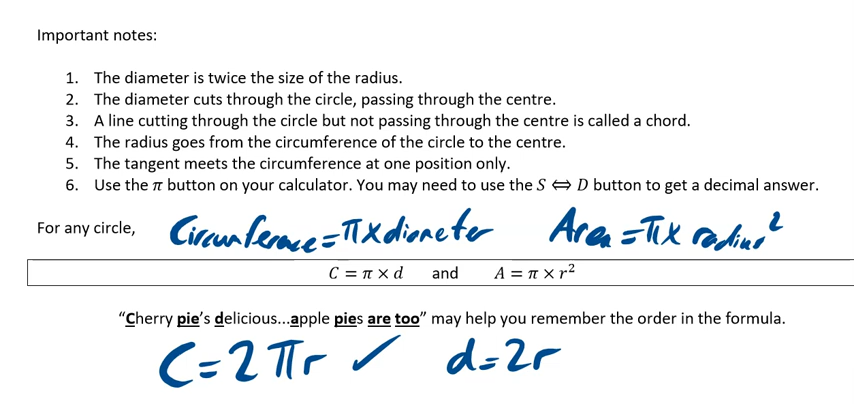 Important notes:
1. The diameter is twice the size of the radius.
2. The diameter cuts through the circle, passing through the centre.
3. A line cutting through the circle but not passing through the centre is called a chord.
4. The radius goes from the circumference of the circle to the centre.
5. The tangent meets the circumference at one position only.
6. Use the π button on your calculator. You may need to use the S ⇔ D button to get a decimal answer.
For any circle, Circumference = π × diameter Area = π × radius²
C = π × d and A = π × r²
“Cherry pie’s delicious...apple pies are too” may help you remember the order in the formula.
C = 2πr ✓ d = 2r